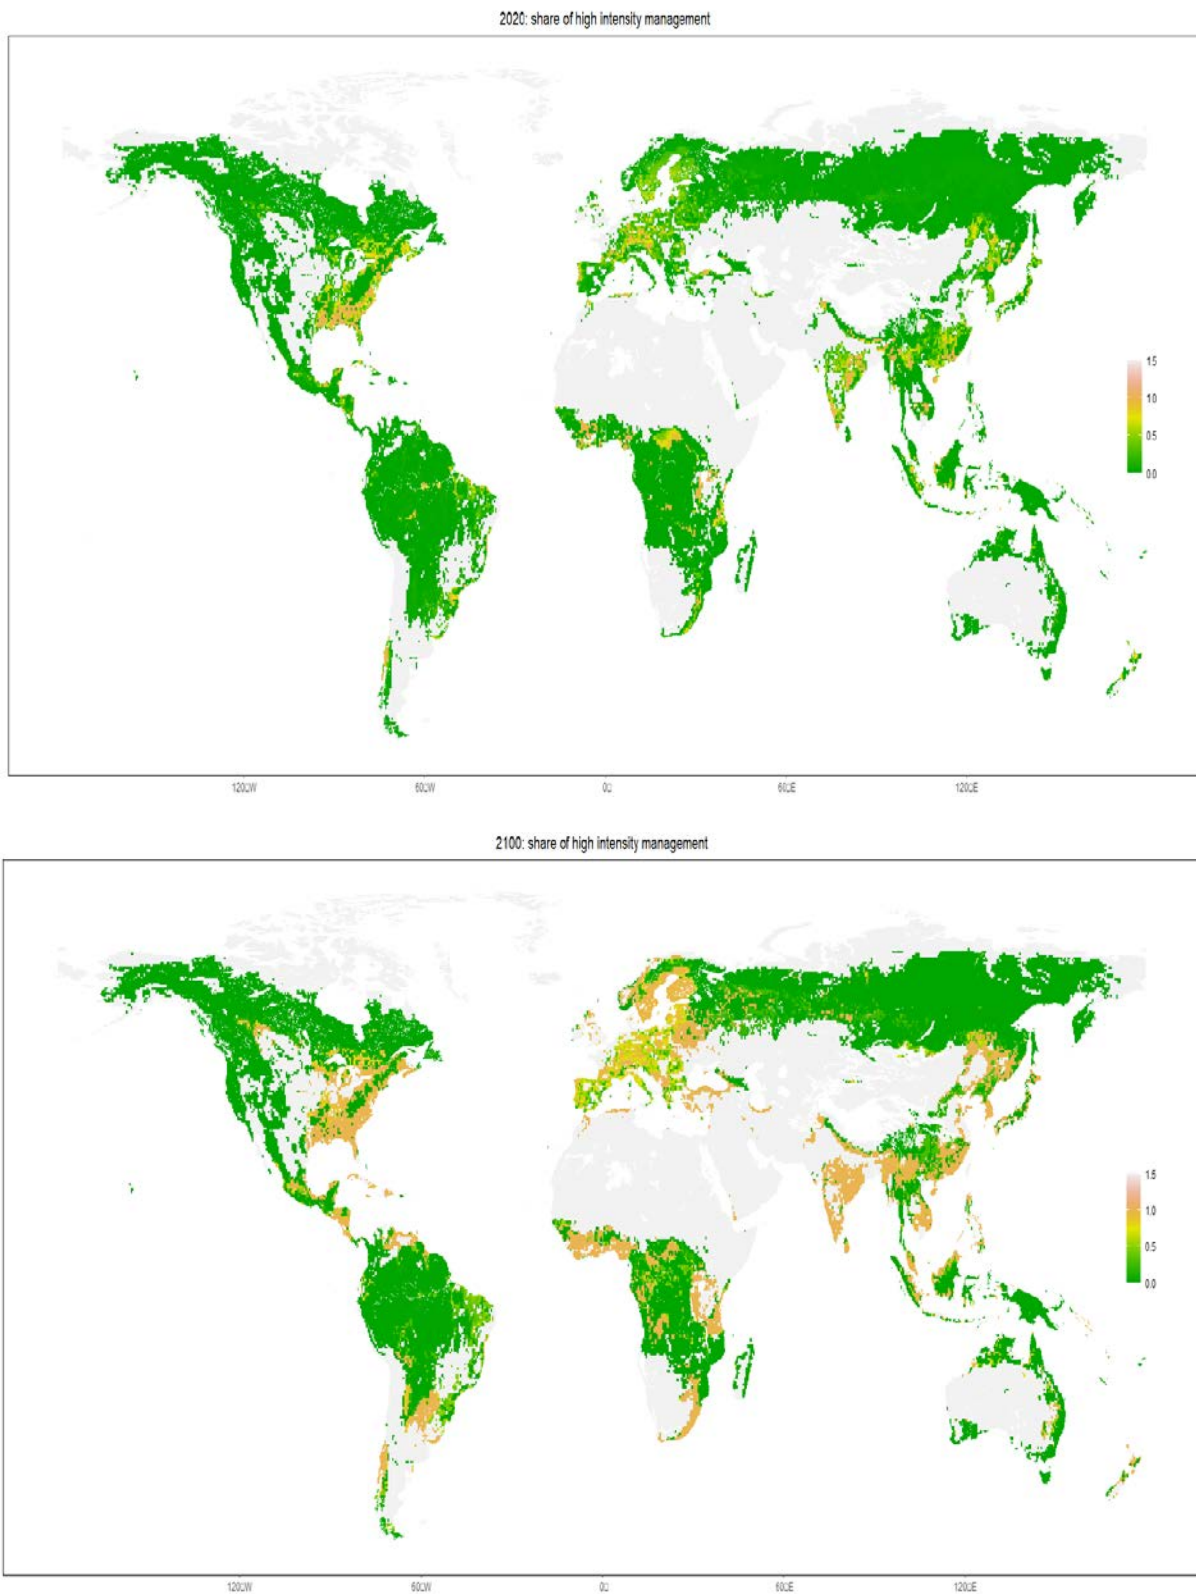 2020: share of high intensity management
1.5
1.0
0.5
0.0
120□W
60□W
0□
60□E
120□E
2100: share of high intensity management
1.5
1.0
0.5
0.0
120□W
60□W
0□
60□E
120□E